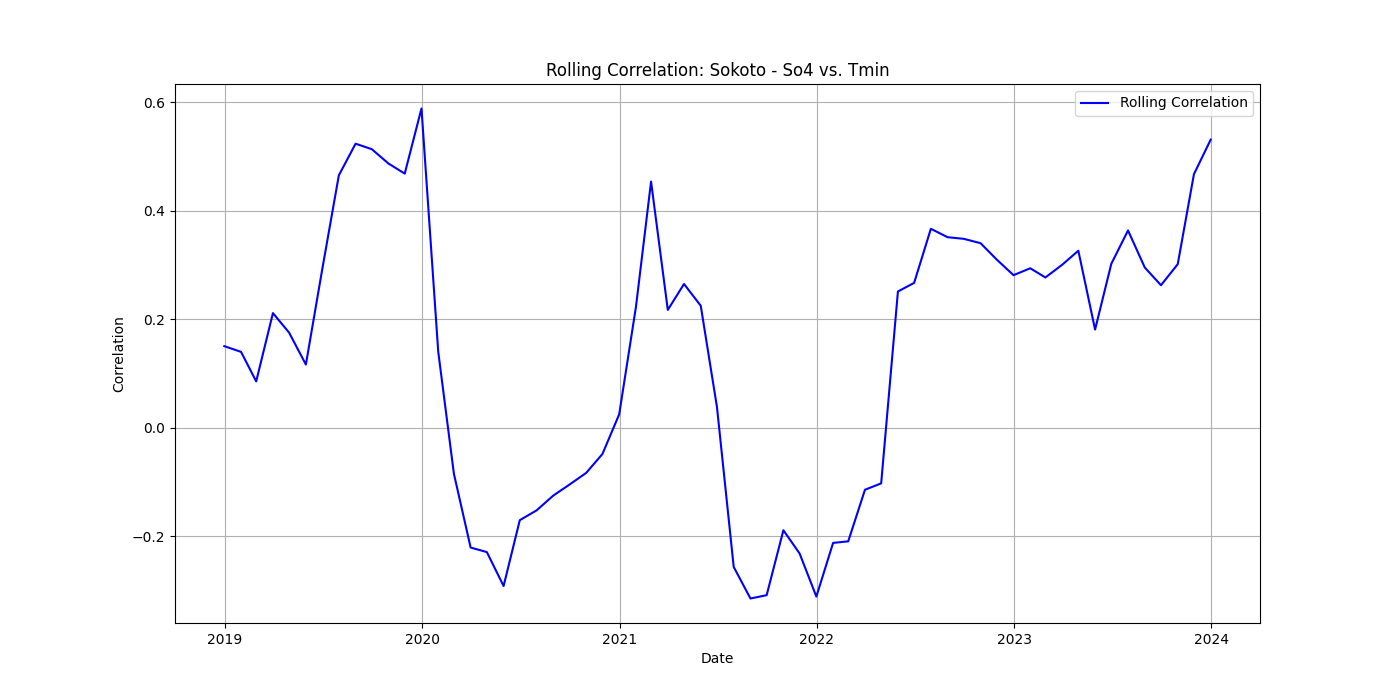 Rolling Correlation: Sokoto - So4 vs. Tmin
Rolling Correlation
0.6
0.4
0.2
0.0
−0.2
Correlation
2019 2020 2021 2022 2023 2024
Date